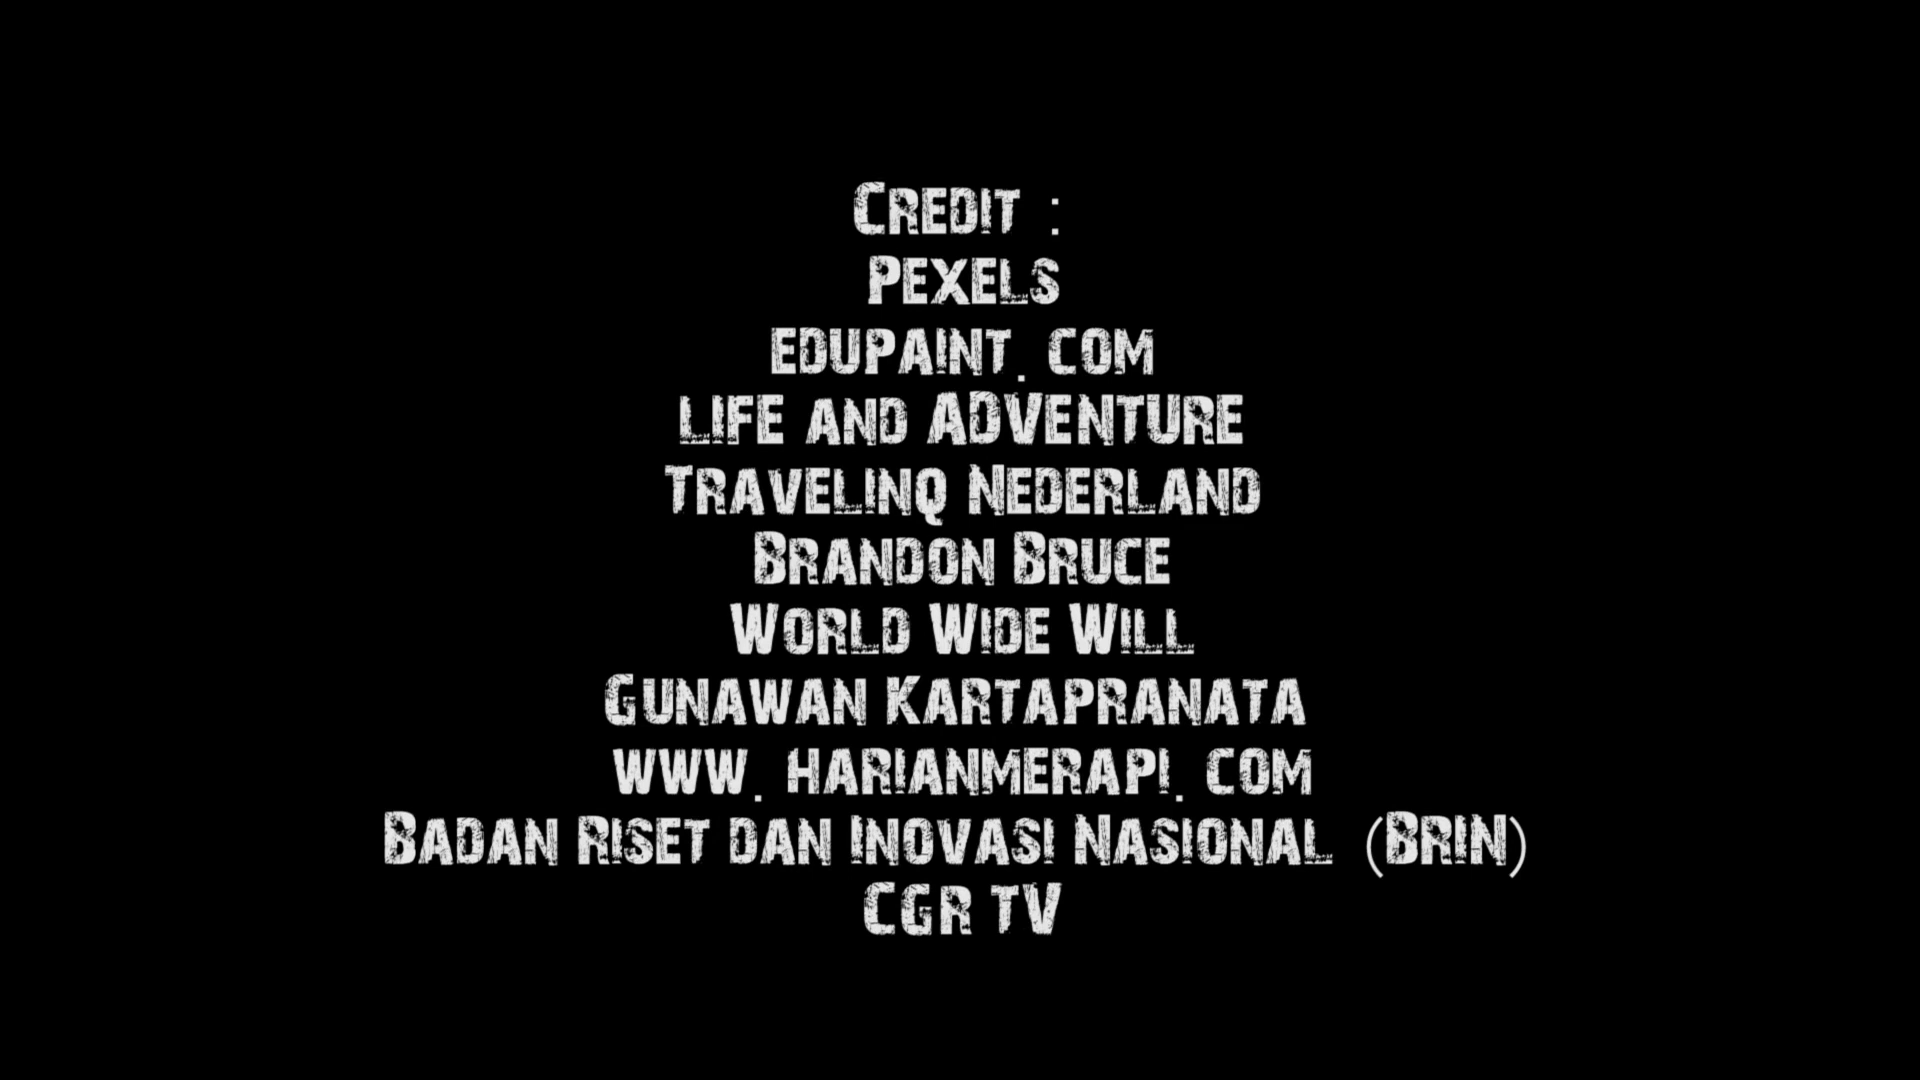 Credit :
Pexels
edupaint. com
LIFE and ADVENTURE
Travelinq Nederland
Brandon Bruce
World Wide Will
Gunawan Kartapranata
www. harianmerapi. com
Badan Riset dan Inovasi Nasional (BRIN)
CGR TV